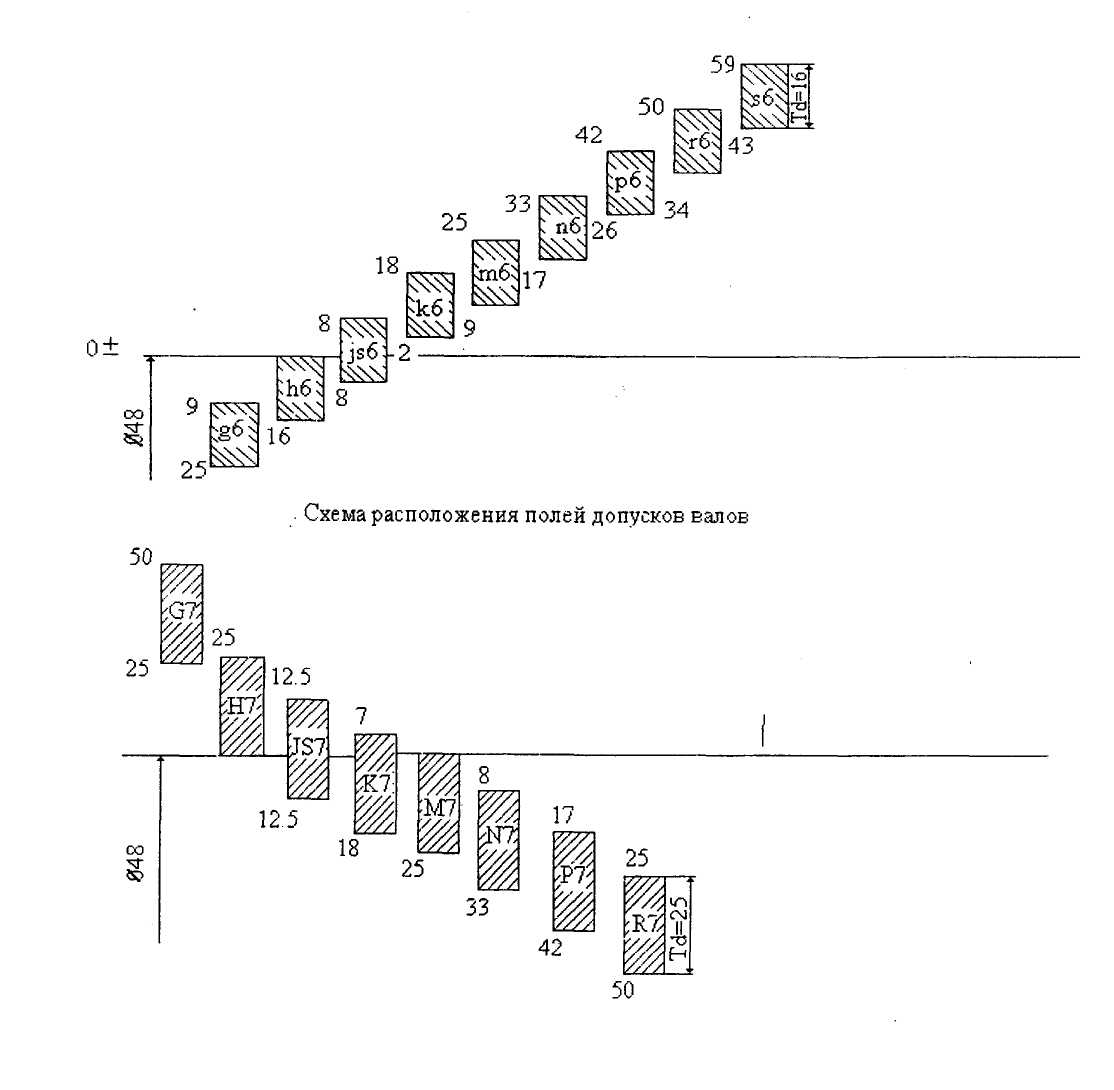 59
s6
Td=16
50
r6
43
42
p6
34
33
n6
26
25
m6
17
18
k6
9
8
js6
2
0±
h6
8
9
g6
16
25
Ø48
Схема расположения полей допусков валов
50
G7
25
25
H7
12.5
JS7
12.5
7
K7
18
M7
25
8
N7
33
17
P7
42
25
R7
Td=25
50
Ø48